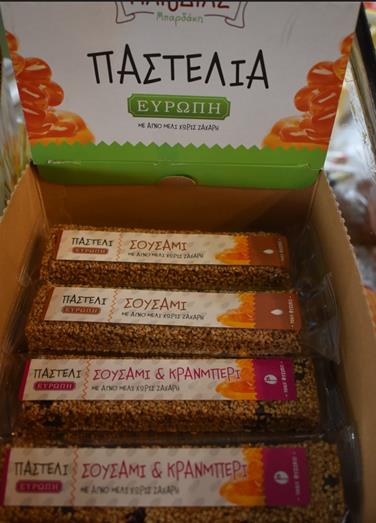 Μπαρδάκη
ΠΑΣΤΕΛΙΑ
ΕΥΡΩΠΗ
ΜΕ ΑΓΝΟ ΜΕΛΙ ΧΩΡΙΣ ΖΑΧΑΡΗ
ΠΑΣΤΕΛΙ ΣΟΥΣΑΜΙ
ΕΥΡΩΠΗ ΜΕ ΑΓΝΟ ΜΕΛΙ ΧΩΡΙΣ ΖΑΧΑΡΗ
ΠΑΣΤΕΛΙ ΣΟΥΣΑΜΙ
ΕΥΡΩΠΗ ΜΕ ΑΓΝΟ ΜΕΛΙ ΧΩΡΙΣ ΖΑΧΑΡΗ
ΠΑΣΤΕΛΙ ΣΟΥΣΑΜΙ & ΚΡΑΝΜΠΕΡΙ
ΕΥΡΩΠΗ ΜΕ ΑΓΝΟ ΜΕΛΙ ΧΩΡΙΣ ΖΑΧΑΡΗ
ΠΑΣΤΕΛΙ ΣΟΥΣΑΜΙ & ΚΡΑΝΜΠΕΡΙ
ΕΥΡΩΠΗ ΜΕ ΑΓΝΟ ΜΕΛΙ ΧΩΡΙΣ ΖΑΧΑΡΗ